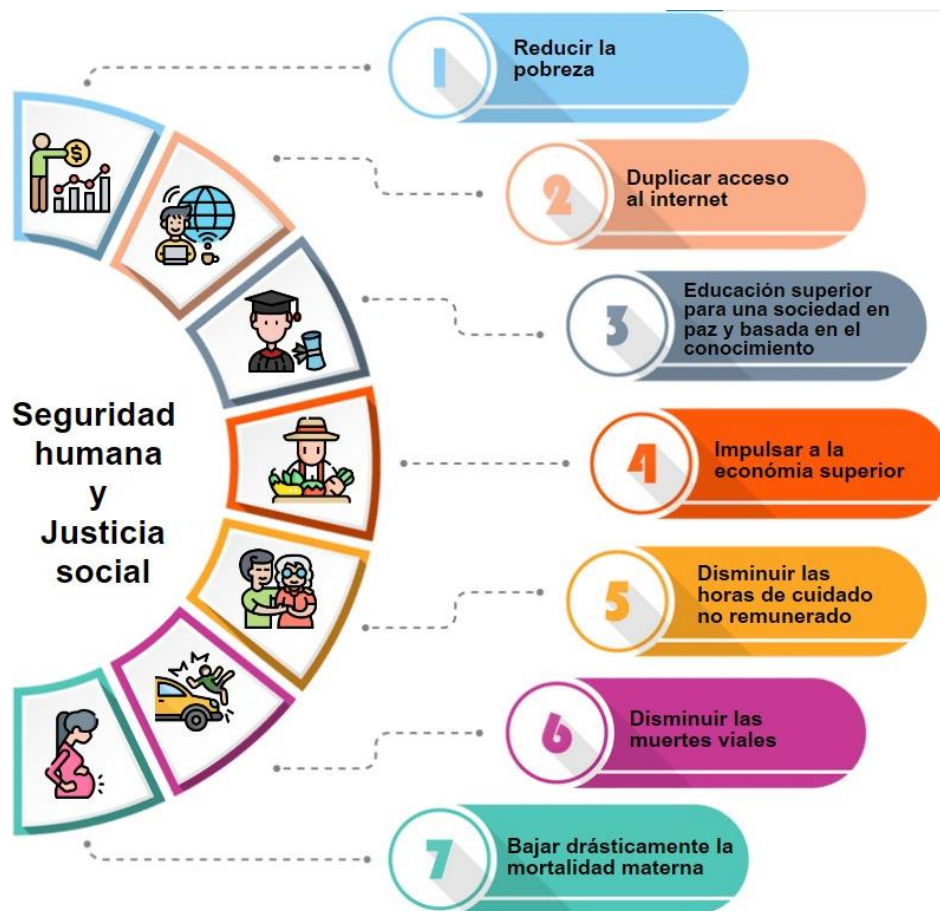 Seguridad
humana
y
Justicia
social
1
Reducir la
pobreza
2
Duplicar acceso
al internet
3
Educación superior
para una sociedad en
paz y basada en el
conocimiento
4
Impulsar a la
económia superior
5
Disminuir las
horas de cuidado
no remunerado
6
Disminuir las
muertes viales
7
Bajar drásticamente la
mortalidad materna
$